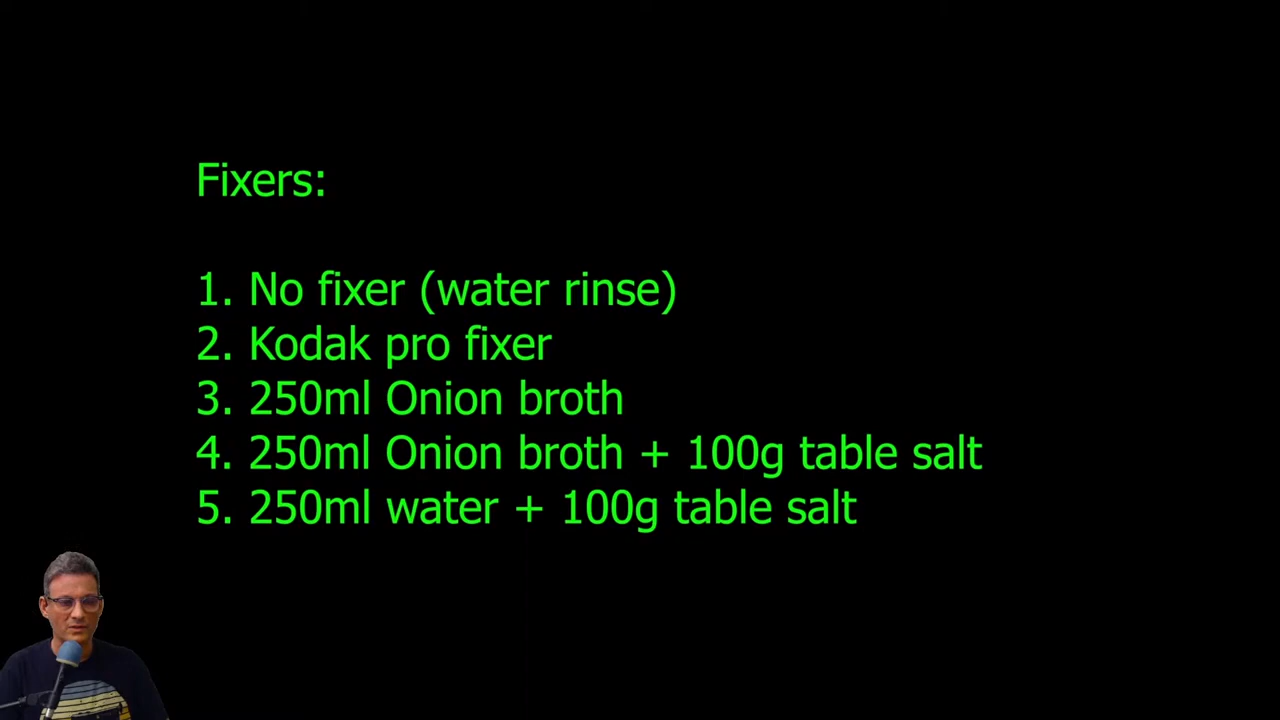 Fixers:
1. No fixer (water rinse)
2. Kodak pro fixer
3. 250ml Onion broth
4. 250ml Onion broth + 100g table salt
5. 250ml water + 100g table salt